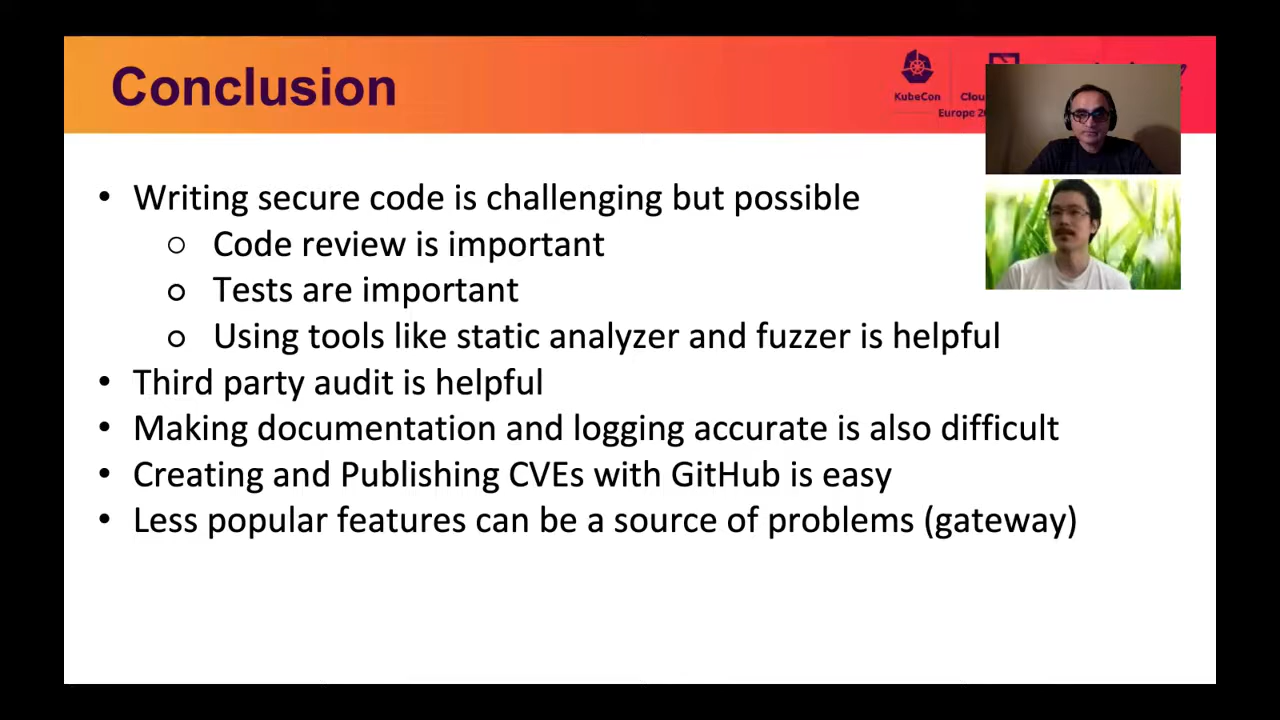 Conclusion
KubeCon
Europe
• Writing secure code is challenging but possible
○ Code review is important
○ Tests are important
○ Using tools like static analyzer and fuzzer is helpful
• Third party audit is helpful
• Making documentation and logging accurate is also difficult
• Creating and Publishing CVEs with GitHub is easy
• Less popular features can be a source of problems (gateway)